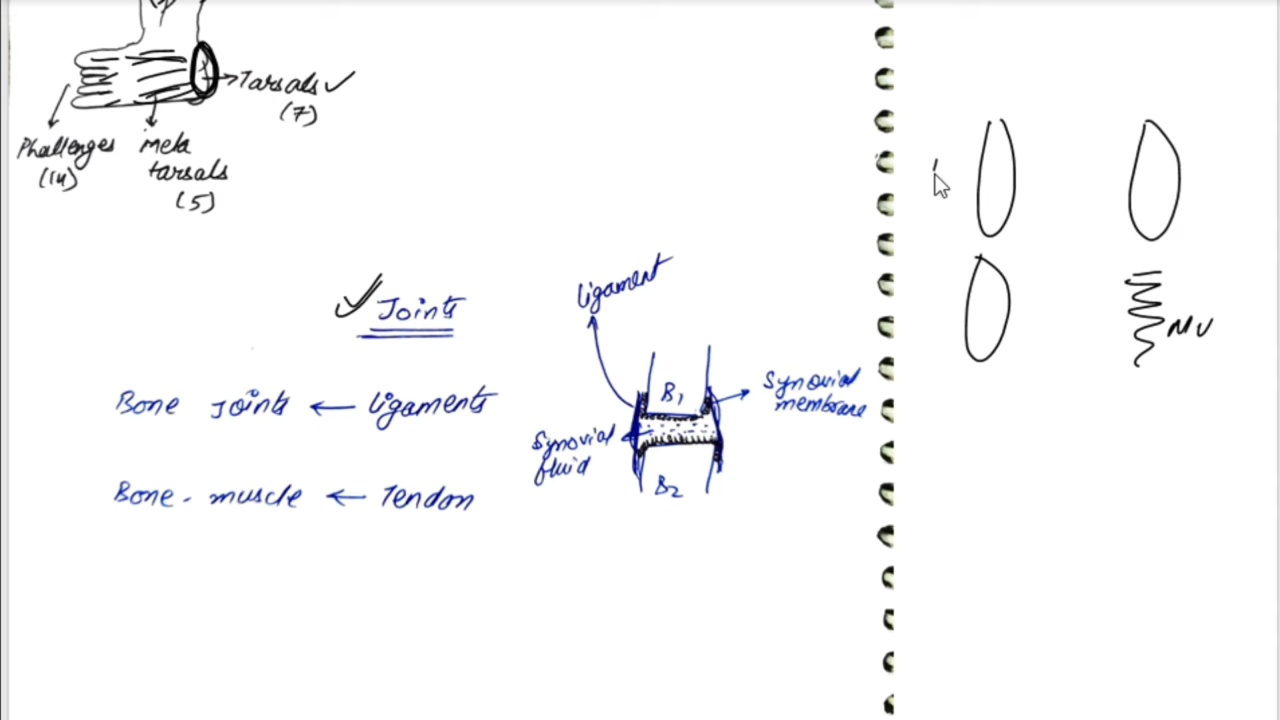 Tarsals ✓
(7)
Phallenges
(14)
meta
tarsals
(5)
Joints
ligament
Bone Joints ← ligaments
Bone - muscle ← Tendon
B1
Synovial
membrane
Synovial
fluid
B2
MU